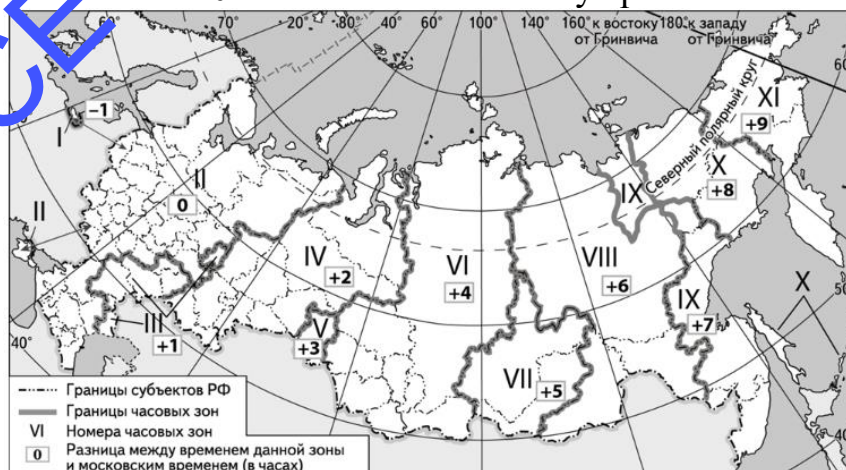 СЕ
60°
70°
20°
80°
40°
60°
100°
140°
160° к востоку
от Гринвича
180° к западу
от Гринвича
60
I
-1
II
0
II
III
+1
IV
+2
V
+3
VI
+4
VII
+5
VIII
+6
IX
IX
+7
X
+8
XI
+9
X
Северный полярный круг
40°
50
40
Границы субъектов РФ
Границы часовых зон
VI Номера часовых зон
0 Разница между временем данной зоны
и московским временем (в часах)